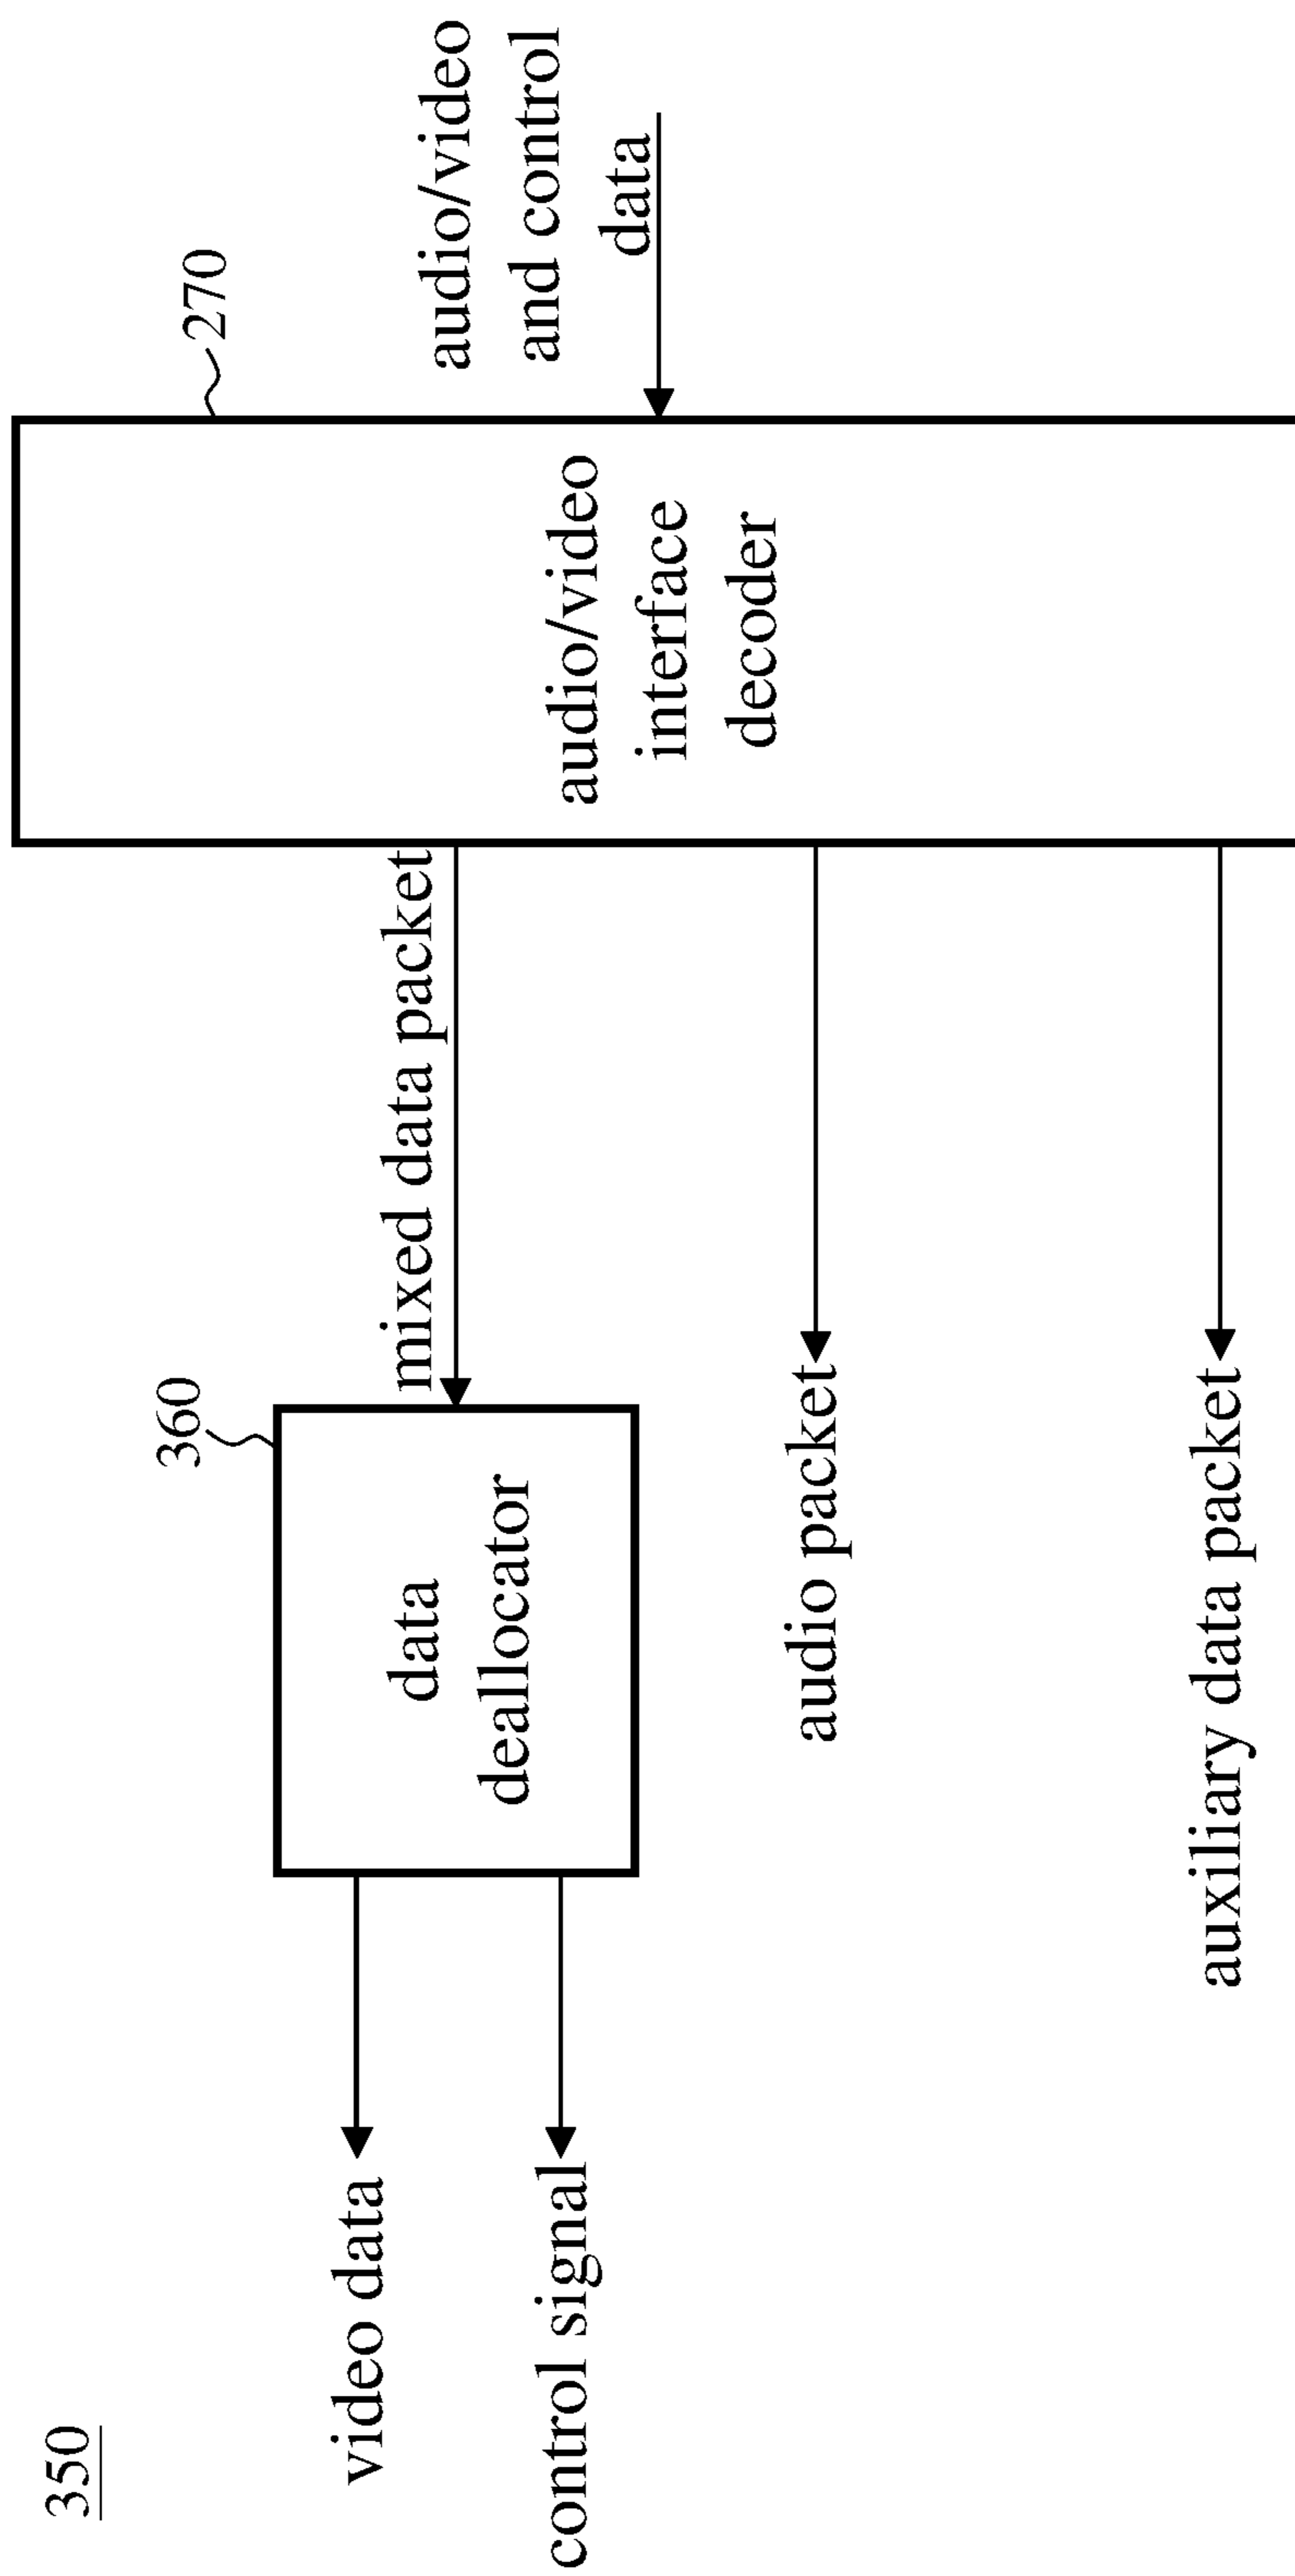 350
video data
control signal
360
data
deallocator
mixed data packet
audio packet
auxiliary data packet
270
audio/video
interface
decoder
audio/video
and control
data